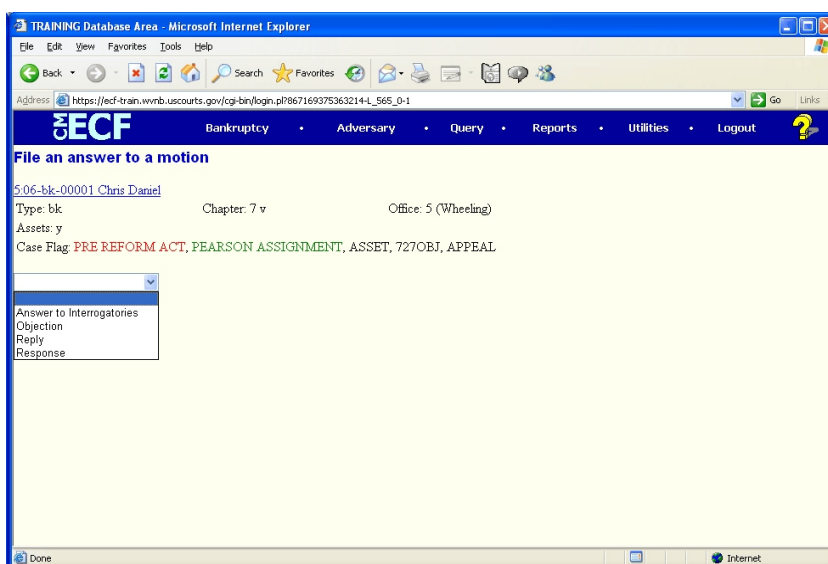 TRAINING Database Area - Microsoft Internet Explorer
File Edit View Favorites Tools Help
Back Search Favorites
Address https://ecf-train.wvnb.uscourts.gov/cgi-bin/login.pl?867169375363214-L_565_0-1 Go Links
CM ECF Bankruptcy • Adversary • Query • Reports • Utilities • Logout ?
File an answer to a motion
5:06-bk-00001 Chris Daniel
Type: bk Chapter: 7 v Office: 5 (Wheeling)
Assets: y
Case Flag: PRE REFORM ACT, PEARSON ASSIGNMENT, ASSET, 727OBJ, APPEAL
Answer to Interrogatories
Objection
Reply
Response
Done Internet